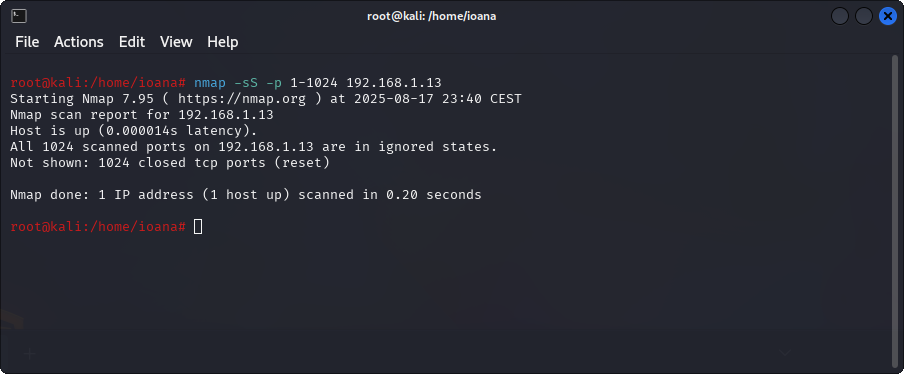 root@kali: /home/ioana
File Actions Edit View Help
root@kali:/home/ioana# nmap -sS -p 1-1024 192.168.1.13
Starting Nmap 7.95 ( https://nmap.org ) at 2025-08-17 23:40 CEST
Nmap scan report for 192.168.1.13
Host is up (0.000014s latency).
All 1024 scanned ports on 192.168.1.13 are in ignored states.
Not shown: 1024 closed tcp ports (reset)
Nmap done: 1 IP address (1 host up) scanned in 0.20 seconds
root@kali:/home/ioana#